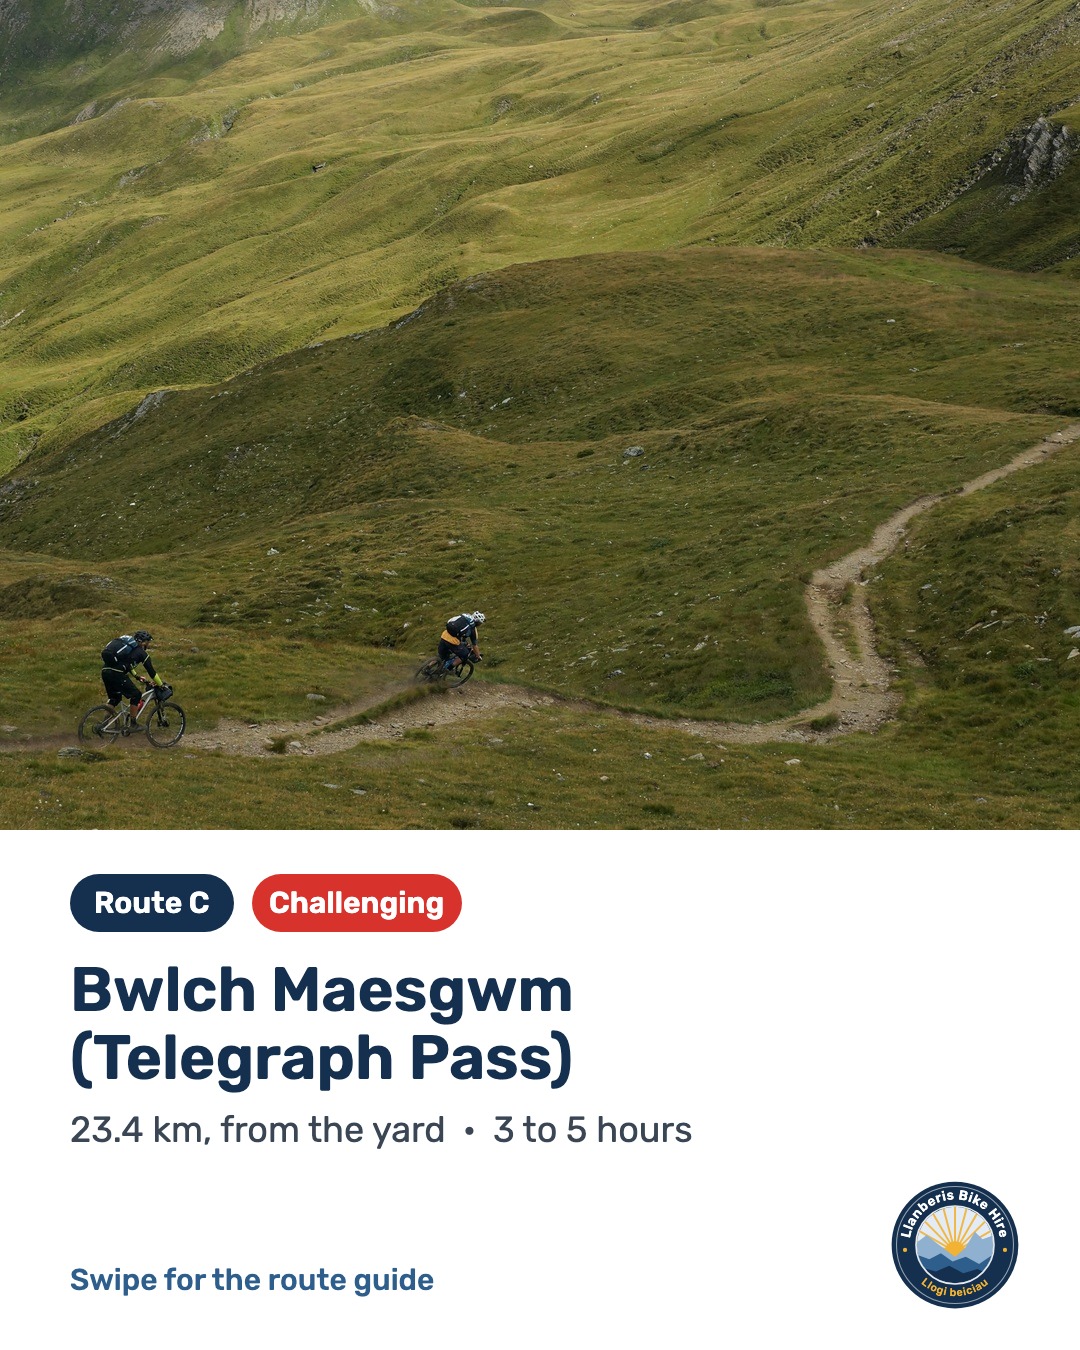 Route C
Challenging
Bwlch Maesgwm
(Telegraph Pass)
23.4 km, from the yard • 3 to 5 hours
Swipe for the route guide
Llanberis Bike Hire
Llogi beiciau